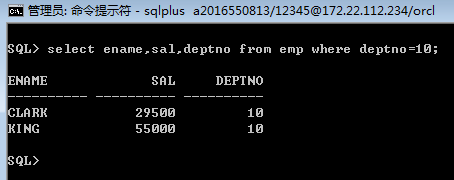 管理员: 命令提示符 - sqlplus  a2016550813/12345@172.22.112.234/orcl
SQL> select ename,sal,deptno from emp where deptno=10;
ENAME             SAL     DEPTNO
---------- ---------- ----------
CLARK           29500         10
KING            55000         10
SQL>